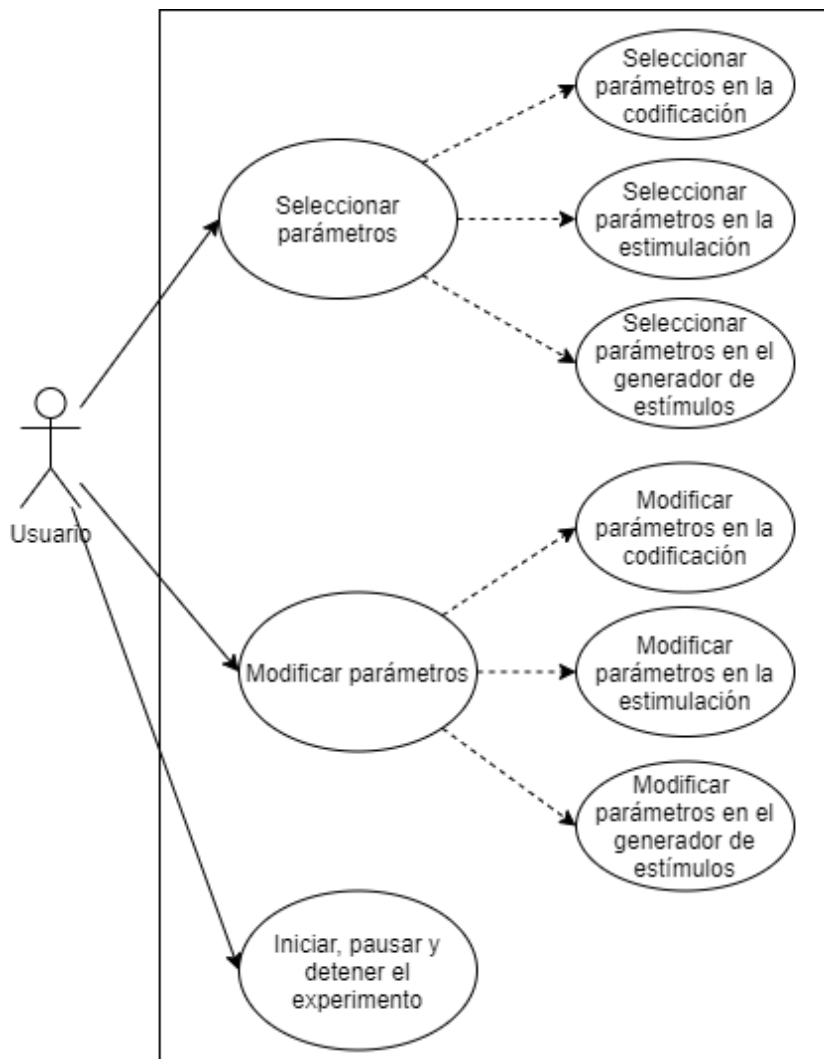 Seleccionar
parámetros en la
codificación
Seleccionar
parámetros
Seleccionar
parámetros en la
estimulación
Seleccionar
parámetros en el
generador de
estímulos
Usuario
Modificar
parámetros en la
codificación
Modificar parámetros
Modificar
parámetros en la
estimulación
Modificar
parámetros en el
generador de
estímulos
Iniciar, pausar y
detener el
experimento